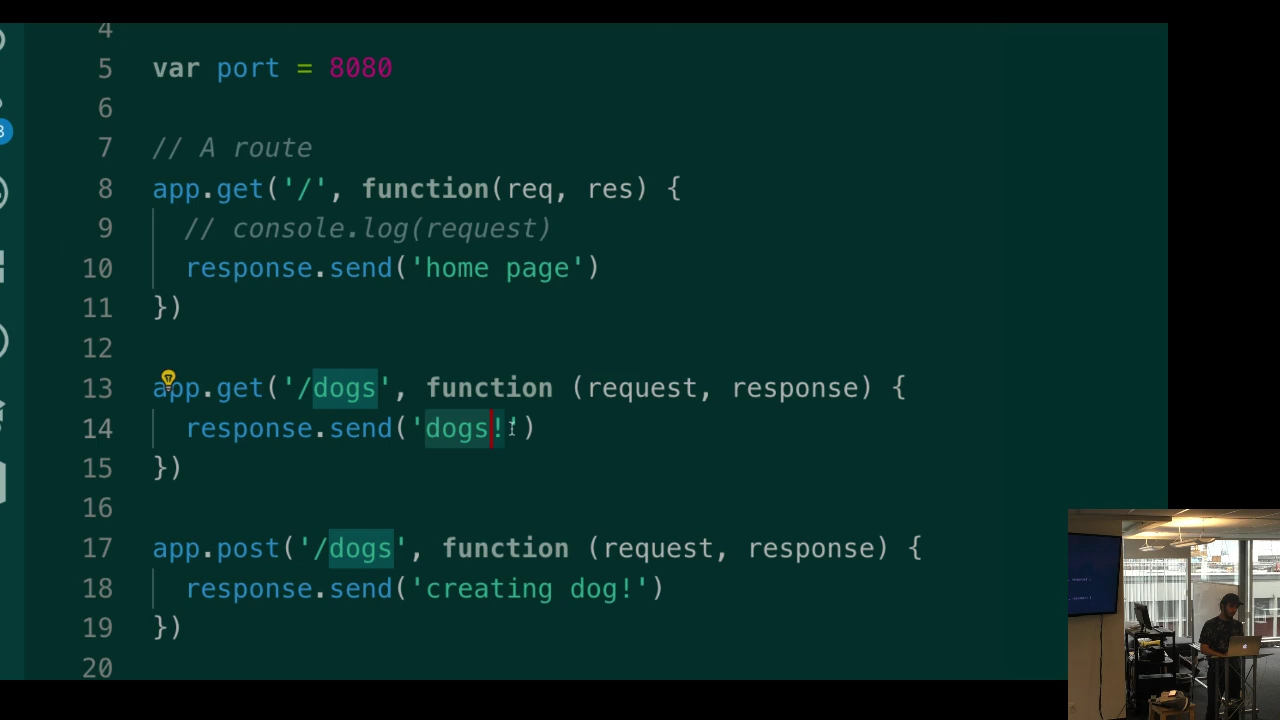 4
5 var port = 8080
6
7 // A route
8 app.get('/', function(req, res) {
9 // console.log(request)
10 response.send('home page')
11 })
12
13 app.get('/dogs', function (request, response) {
14 response.send('dogs!')
15 })
16
17 app.post('/dogs', function (request, response) {
18 response.send('creating dog!')
19 })
20